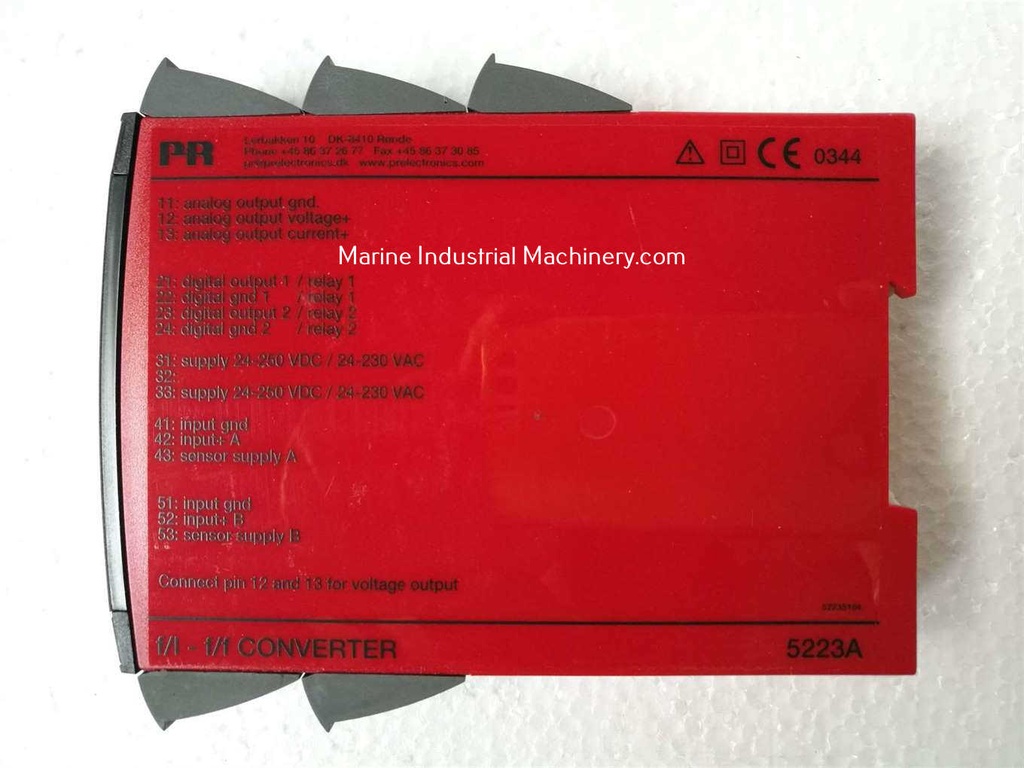 PR
Lerbakken 10 DK-8410 Rønde
Phone +45 86 37 26 77 Fax +45 86 37 30 85
pr@prelectronics.dk www.prelectronics.com
0344
11: analog output gnd.
12: analog output voltage+
13: analog output current+
Marine Industrial Machinery.com
21: digital output 1 / relay 1
22: digital gnd 1 / relay 1
23: digital output 2 / relay 2
24: digital gnd 2 / relay 2
31: supply 24-250 VDC / 24-230 VAC
32:
33: supply 24-250 VDC / 24-230 VAC
41: input gnd
42: input+ A
43: sensor supply A
51: input gnd
52: input+ B
53: sensor supply B
Connect pin 12 and 13 for voltage output
f/I - f/f CONVERTER 5223A